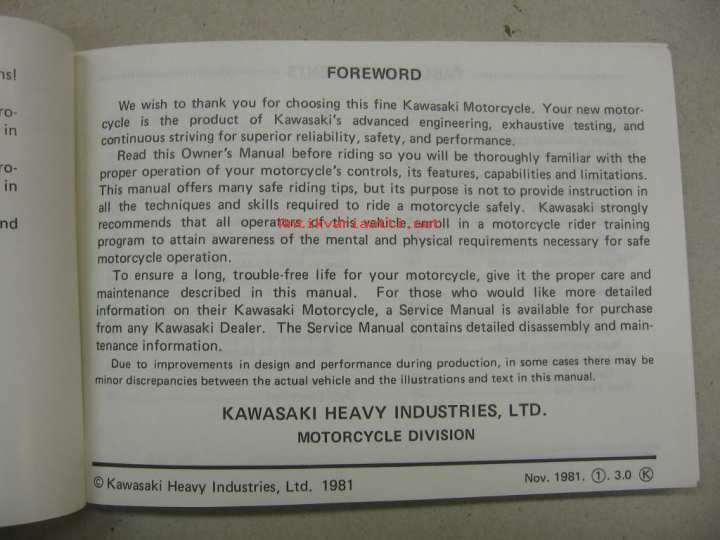 ns!
ro-
in
ro-
in
nd
FOREWORD
We wish to thank you for choosing this fine Kawasaki Motorcycle. Your new motor-
cycle is the product of Kawasaki's advanced engineering, exhaustive testing, and
continuous striving for superior reliability, safety, and performance.
Read this Owner's Manual before riding so you will be thoroughly familiar with the
proper operation of your motorcycle's controls, its features, capabilities and limitations.
This manual offers many safe riding tips, but its purpose is not to provide instruction in
all the techniques and skills required to ride a motorcycle safely. Kawasaki strongly
recommends that all operators of this vehicle enroll in a motorcycle rider training
program to attain awareness of the mental and physical requirements necessary for safe
motorcycle operation.
To ensure a long, trouble-free life for your motorcycle, give it the proper care and
maintenance described in this manual. For those who would like more detailed
information on their Kawasaki Motorcycle, a Service Manual is available for purchase
from any Kawasaki Dealer. The Service Manual contains detailed disassembly and main-
tenance information.
Due to improvements in design and performance during production, in some cases there may be
minor discrepancies between the actual vehicle and the illustrations and text in this manual.
KAWASAKI HEAVY INDUSTRIES, LTD.
MOTORCYCLE DIVISION
© Kawasaki Heavy Industries, Ltd. 1981
Nov. 1981. ①. 3.0 Ⓚ